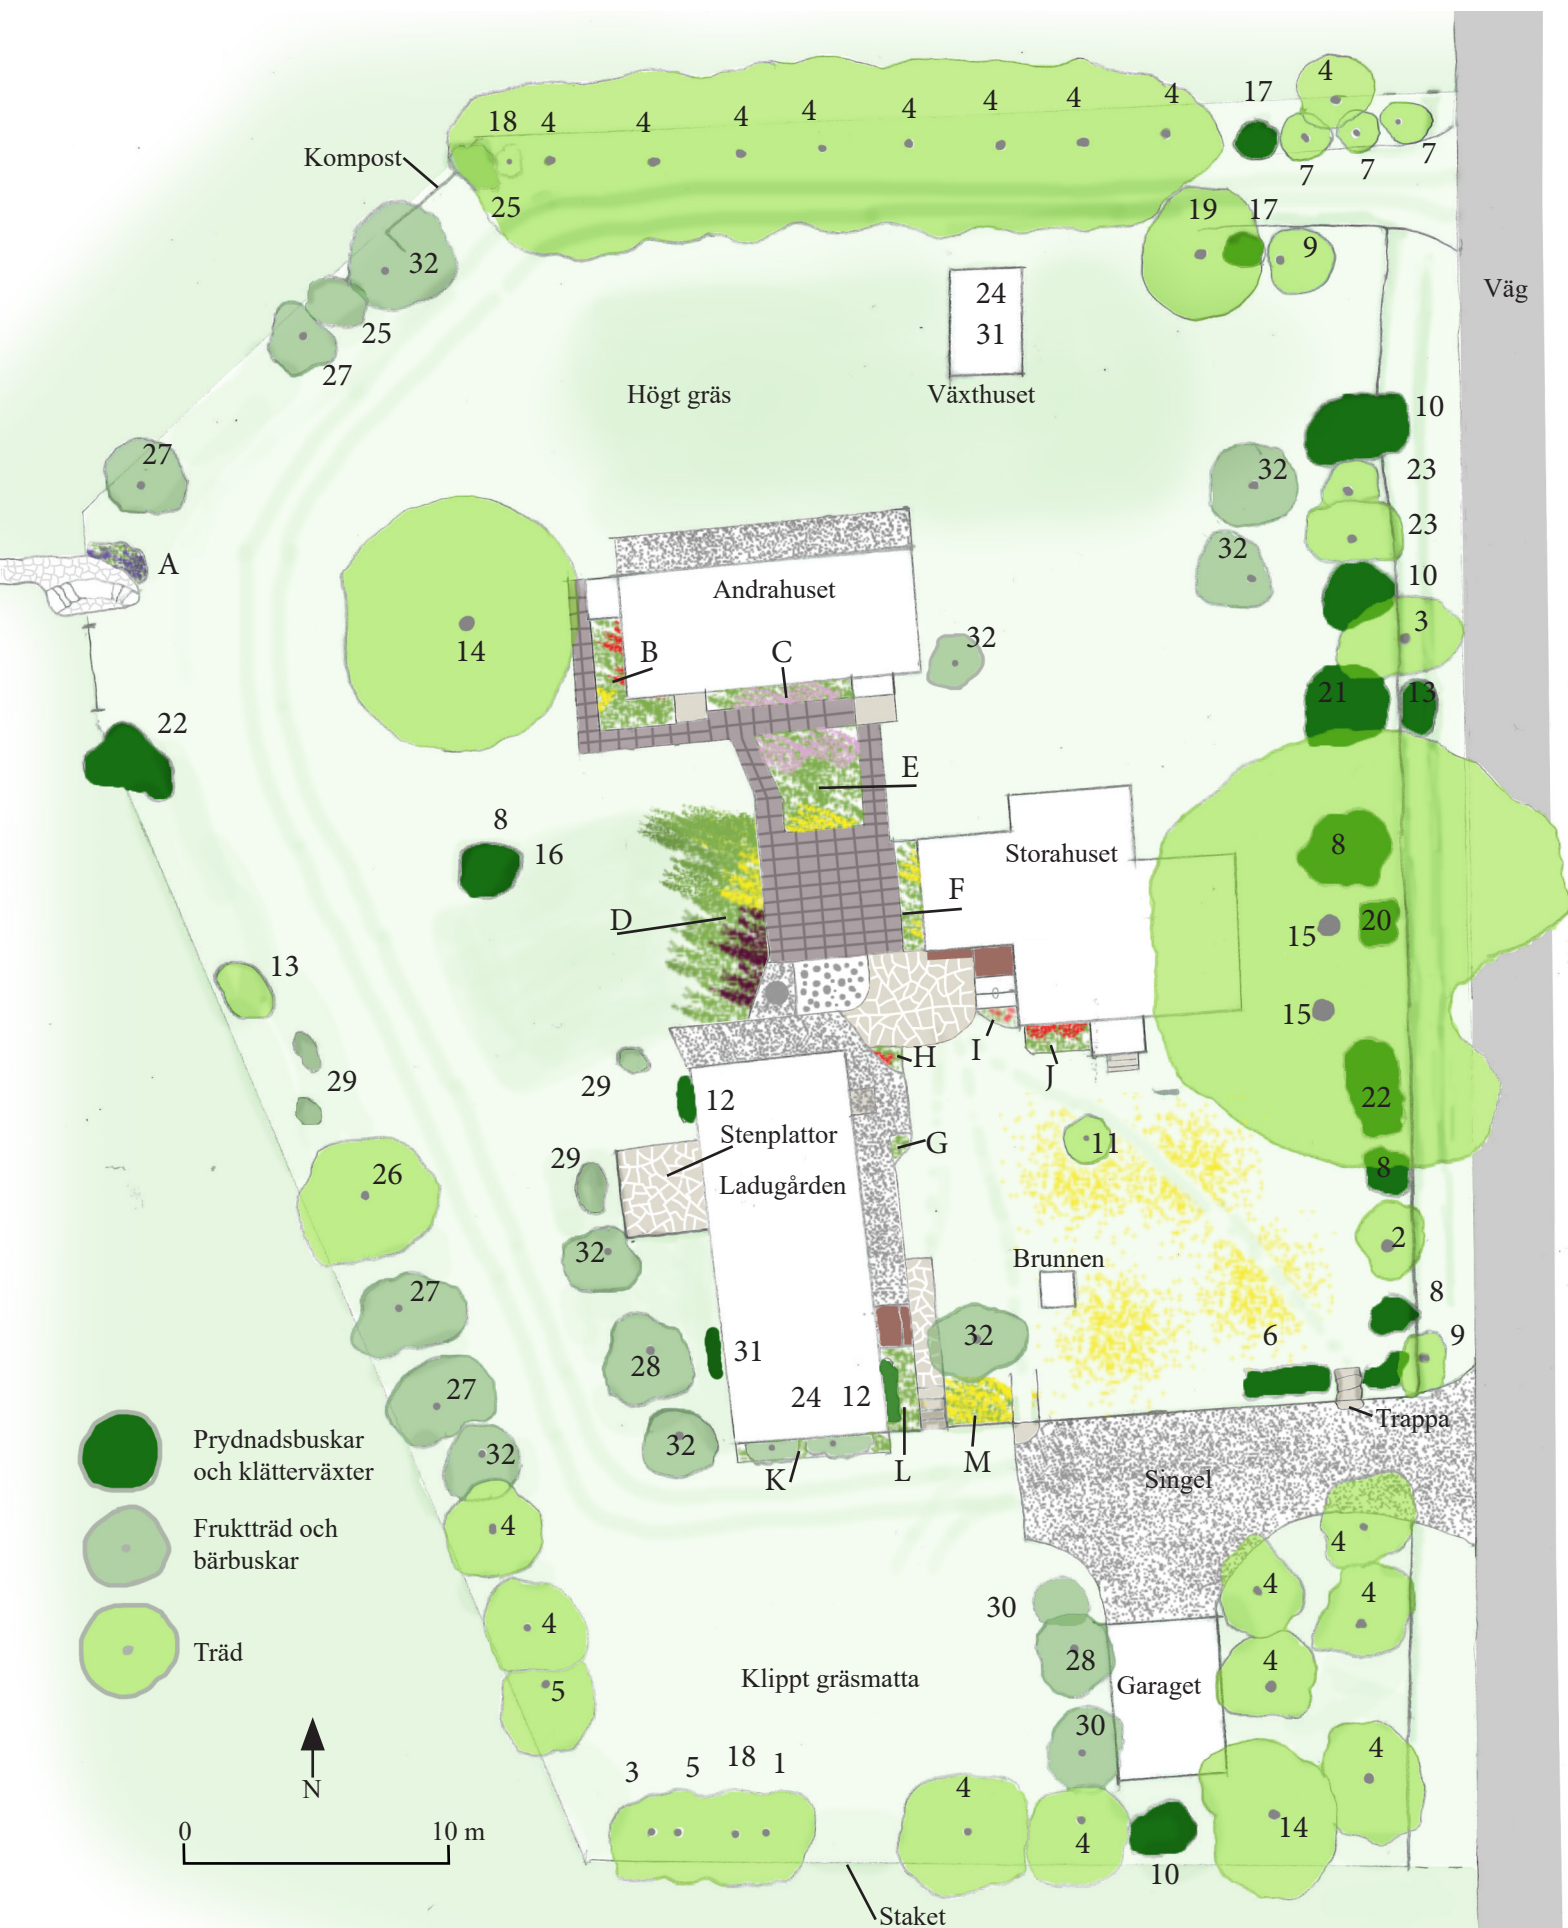 4
17
18 4 4 4 4 4 4 4 4
Kompost
7 7 7
25
19 17
32
9
24
Väg
31
25
27
Högt gräs
Växthuset
10
27
32
23
23
32
A
Andrahuset
10
3
14
B
C
32
21
13
22
E
8
16
Storahuset
8
F
D
15
20
13
15
I
H
J
29
29
12
22
Stenplattor
G
11
29
Ladugården
8
26
32
Brunnen
2
27
8
6
32
9
28
31
27
24 12
Trappa
Prydnadsbuskar
och klätterväxter
32
32
K
L
M
Singel
Fruktträd och
bärbuskar
4
4
4
4
30
4
Träd
28
4
Klippt gräsmatta
Garaget
5
30
3 5 18 1
4
N
4
4
14
0 10 m
10
Staket